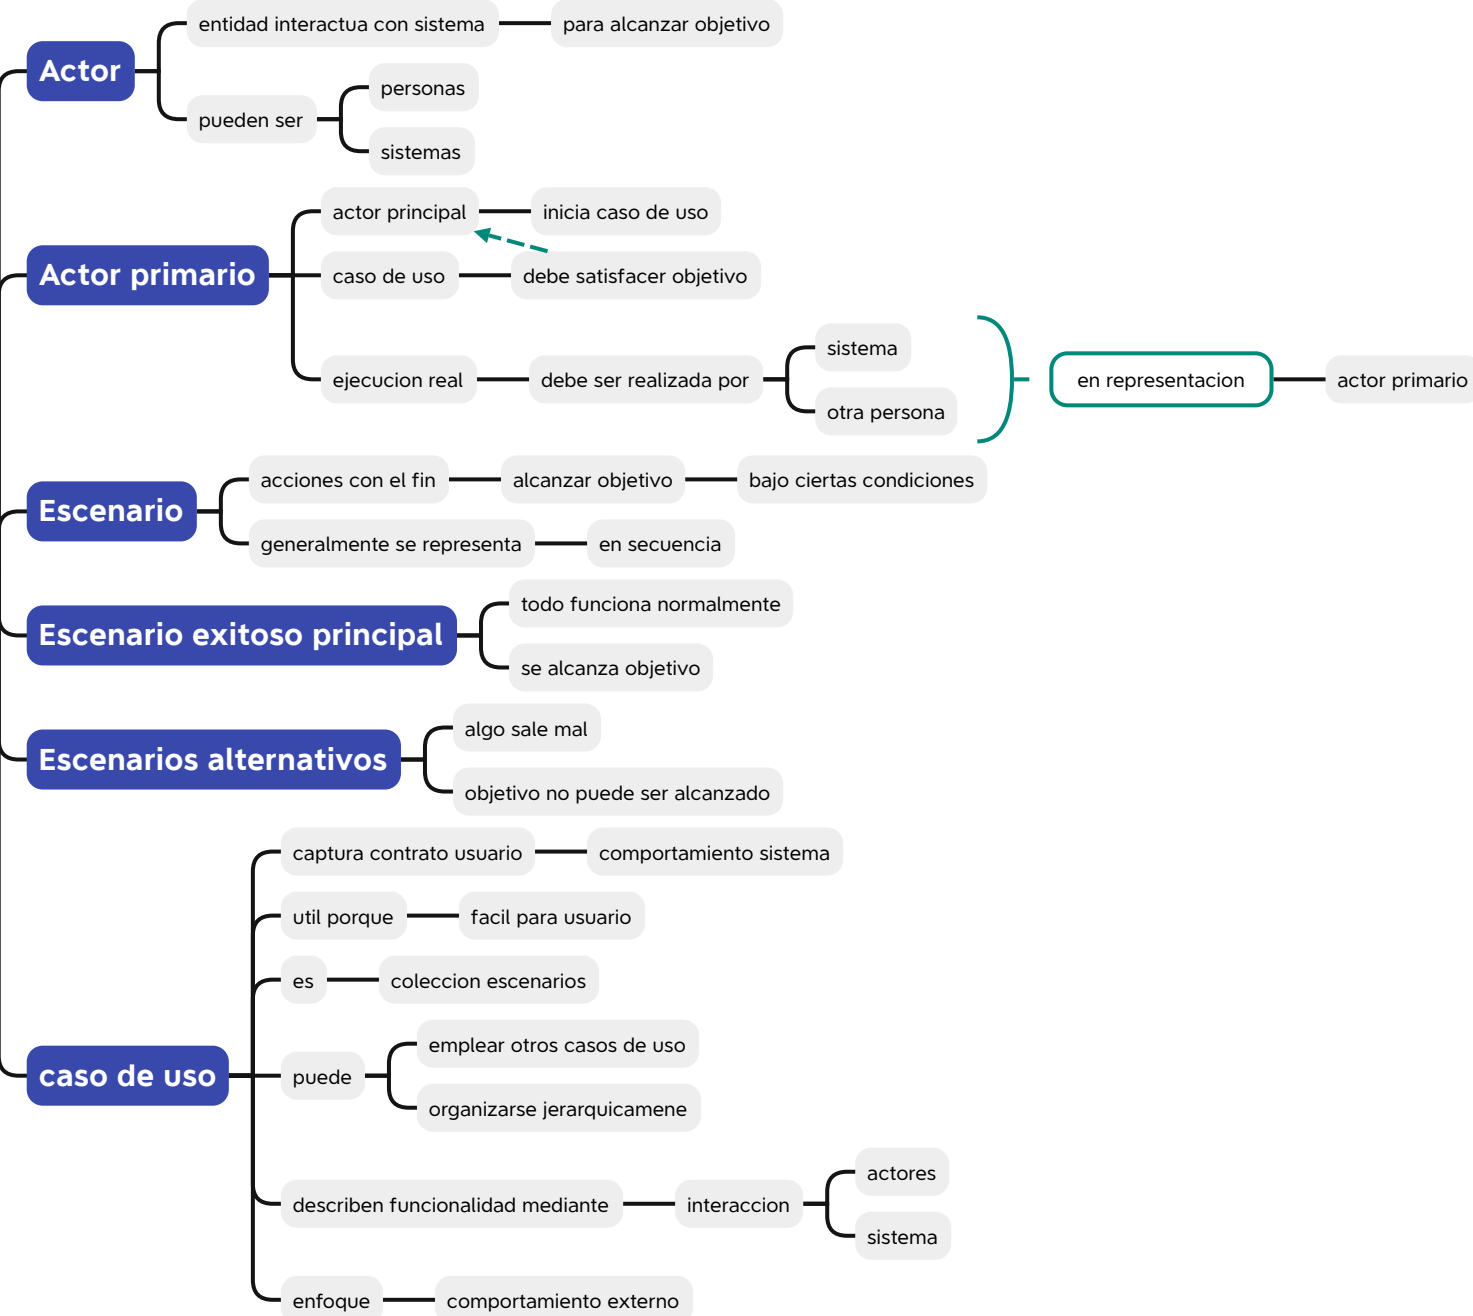 Actor
entidad interactua con sistema
para alcanzar objetivo
pueden ser
personas
sistemas
Actor primario
actor principal
inicia caso de uso
caso de uso
debe satisfacer objetivo
ejecucion real
debe ser realizada por
sistema
otra persona
en representacion
actor primario
Escenario
acciones con el fin
alcanzar objetivo
bajo ciertas condiciones
generalmente se representa
en secuencia
Escenario exitoso principal
todo funciona normalmente
se alcanza objetivo
Escenarios alternativos
algo sale mal
objetivo no puede ser alcanzado
caso de uso
captura contrato usuario
comportamiento sistema
util porque
facil para usuario
es
coleccion escenarios
puede
emplear otros casos de uso
organizarse jerarquicamene
describen funcionalidad mediante
interaccion
actores
sistema
enfoque
comportamiento externo